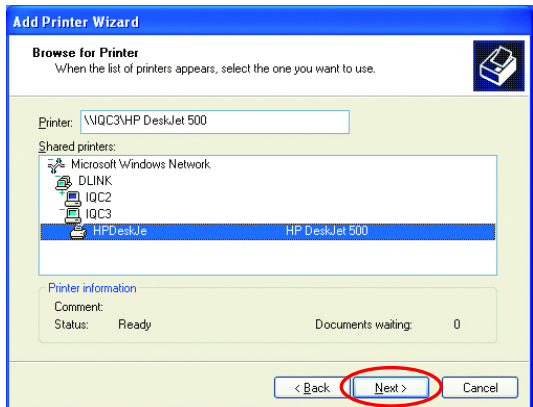 Add Printer Wizard
Browse for Printer
When the list of printers appears, select the one you want to use.
Printer: \\IQC3\HP DeskJet 500
Shared printers:
Microsoft Windows Network
DLINK
IQC2
IQC3
HPDeskJe HP DeskJet 500
Printer information
Comment:
Status: Ready Documents waiting: 0
< Back Next > Cancel